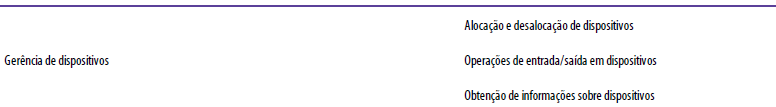 Alocação e desalocação de dispositivos
Gerência de dispositivos
Operações de entrada/saída em dispositivos
Obtenção de informações sobre dispositivos